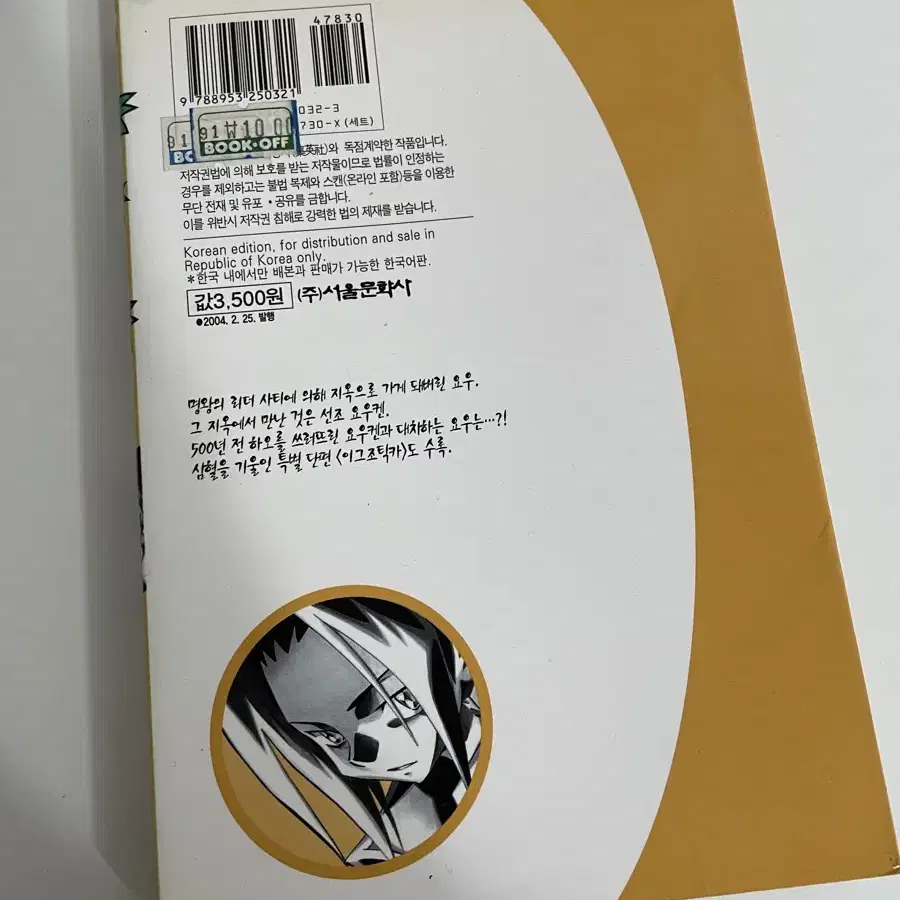 47830
9 788953 250321
032-3
730-X (세트)
91 91 ₩10 00
BO BOOK·OFF
(集英社)와 독점계약한 작품입니다.
저작권법에 의해 보호를 받는 저작물이므로 법률이 인정하는
경우를 제외하고는 불법 복제와 스캔(온라인 포함)등을 이용한
무단 전재 및 유포・공유를 금합니다.
이를 위반시 저작권 침해로 강력한 법의 제재를 받습니다.
Korean edition, for distribution and sale in
Republic of Korea only.
*한국 내에서만 배본과 판매가 가능한 한국어판.
값3,500원 (주)서울문화사
●2004. 2. 25. 발행
명왕의 리더 사티에 의해 지옥으로 가게 돼버린 요우.
그 지옥에서 만난 것은 선조 요우켄.
500년 전 하오를 쓰러뜨린 요우켄과 대치하는 요우는…?!
심혈을 기울인 특별 단편 〈이그조틱카〉도 수록.